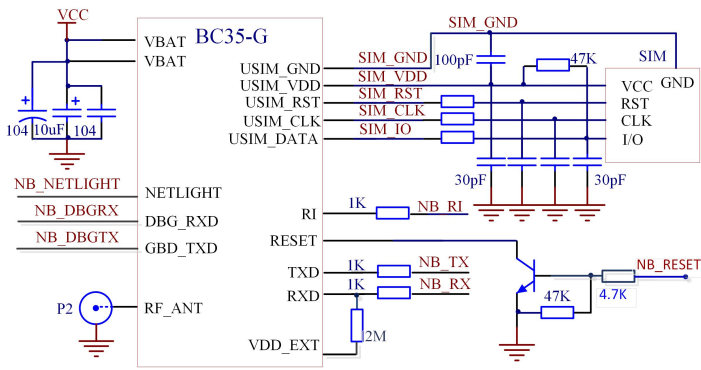 VCC
BC35-G
VBAT
VBAT
104
10uF
104
NB_NETLIGHT
NETLIGHT
NB_DBGRX
DBG_RXD
NB_DBGTX
GBD_TXD
P2
RF_ANT
USIM_GND
USIM_VDD
USIM_RST
USIM_CLK
USIM_DATA
SIM_GND
SIM_GND
SIM_VDD
SIM_RST
SIM_CLK
SIM_IO
100pF
47K
SIM
GND
VCC
RST
CLK
I/O
30pF
30pF
RI
1K
NB_RI
RESET
TXD
1K
NB_TX
RXD
1K
NB_RX
2M
VDD_EXT
47K
4.7K
NB_RESET